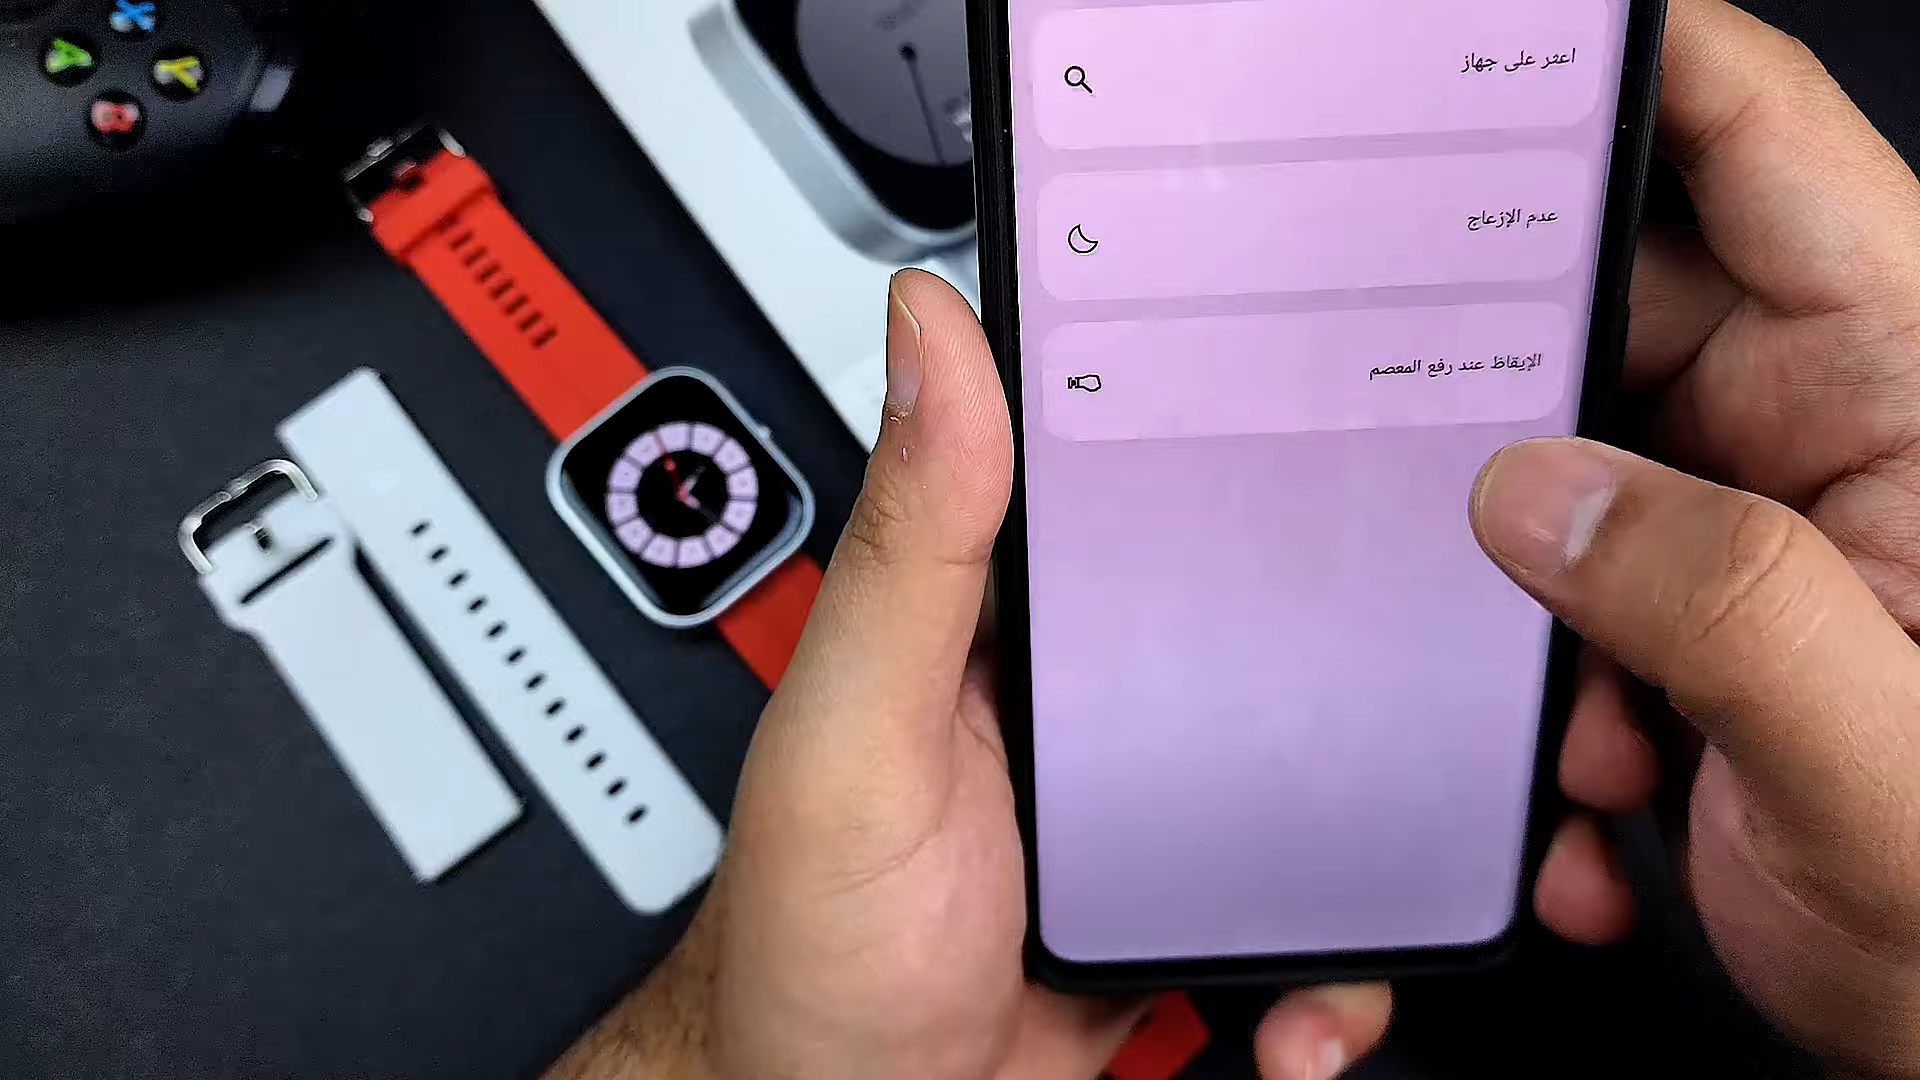 اعثر على جهاز
عدم الإزعاج
الإيقاظ عند رفع المعصم
X
A
Y
B